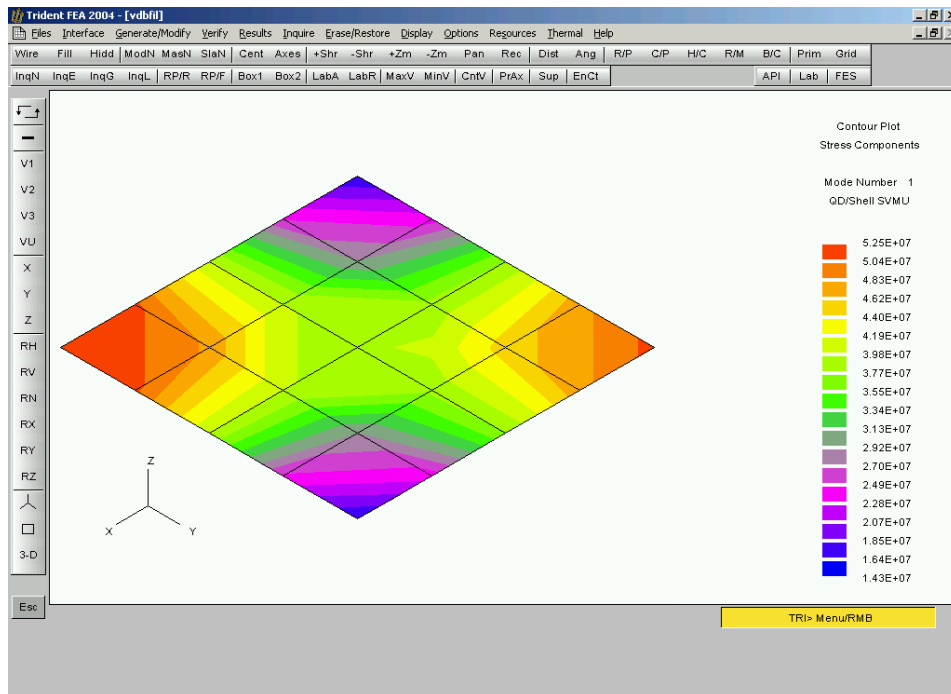 Trident FEA 2004 - [vdbfil]
Files Interface Generate/Modify Verify Results Inquire Erase/Restore Display Options Resources Thermal Help
Wire Fill Hidd ModN MasN SlaN Cent Axes +Shr -Shr +Zm -Zm Pan Rec Dist Ang R/P C/P H/C R/M B/C Prim Grid
InqN InqE InqG InqL RP/R RP/F Box1 Box2 LabA LabR MaxV MinV CntV PrAx Sup EnCt API Lab FES
V1
V2
V3
VU
X
Y
Z
RH
RV
RN
RX
RY
RZ
3-D
Esc
Z
X Y
Contour Plot
Stress Components
Mode Number 1
QD/Shell SVMU
5.25E+07
5.04E+07
4.83E+07
4.62E+07
4.40E+07
4.19E+07
3.98E+07
3.77E+07
3.55E+07
3.34E+07
3.13E+07
2.92E+07
2.70E+07
2.49E+07
2.28E+07
2.07E+07
1.85E+07
1.64E+07
1.43E+07
TRI> Menu/RMB